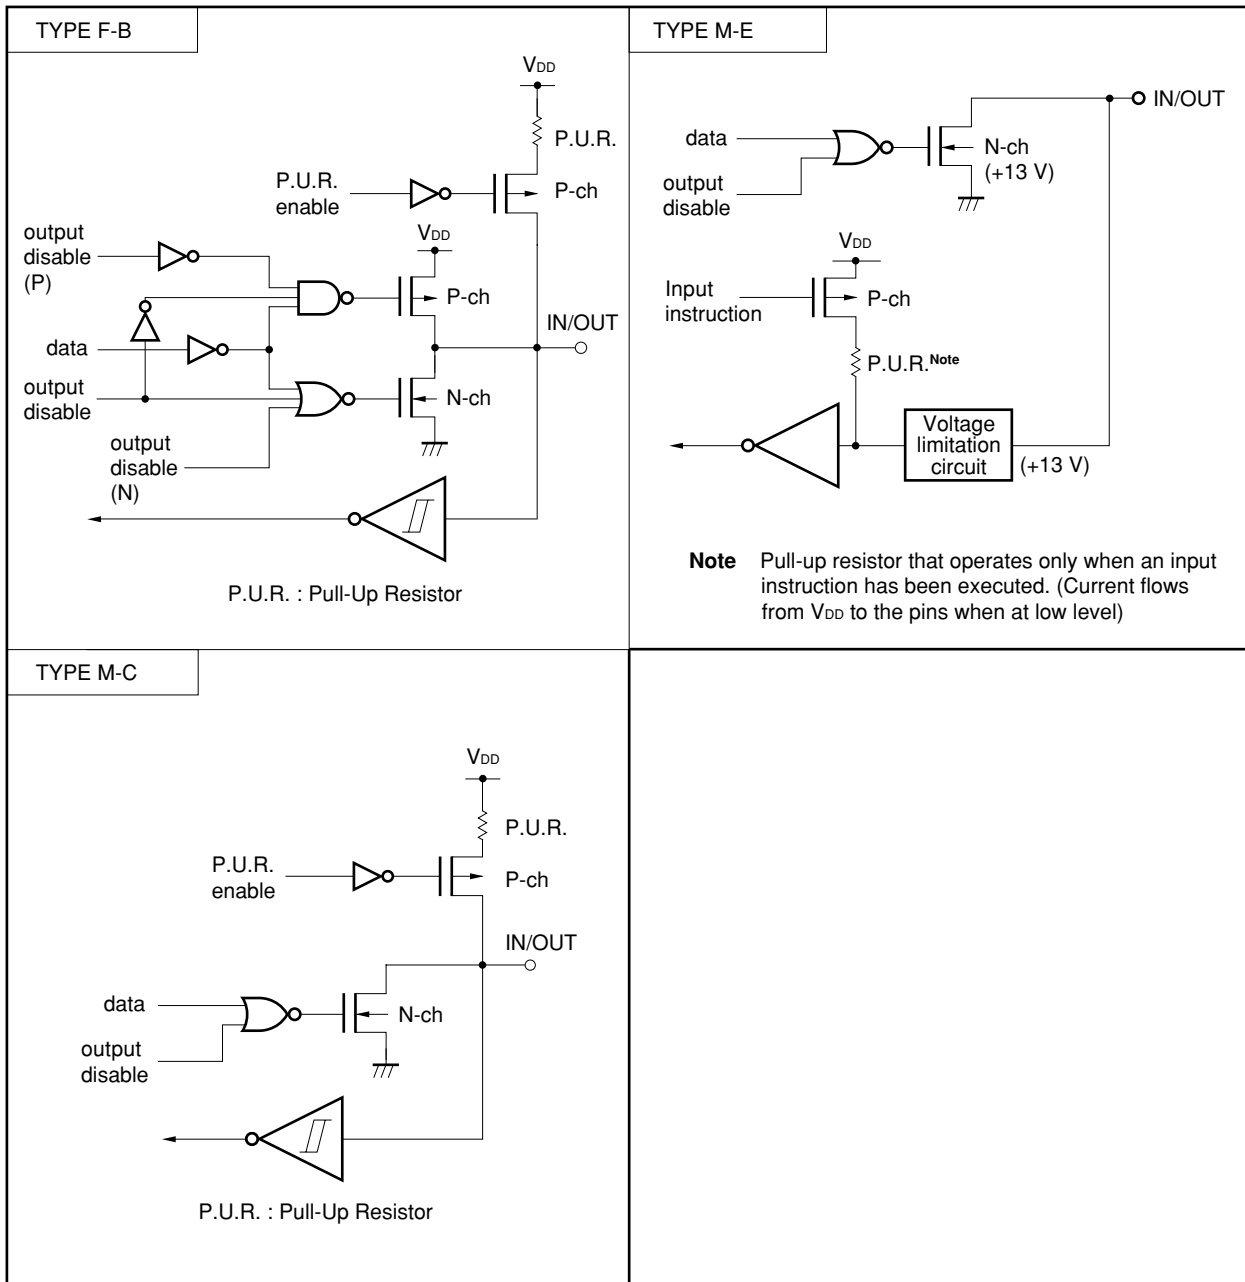 TYPE F-B
VDD
P.U.R.
P.U.R.
enable
P-ch
output
disable
(P)
VDD
P-ch
IN/OUT
data
output
disable
N-ch
output
disable
(N)
P.U.R. : Pull-Up Resistor
TYPE M-E
IN/OUT
data
N-ch
(+13 V)
output
disable
VDD
Input
instruction
P-ch
P.U.R.Note
Voltage
limitation
circuit
(+13 V)
Note Pull-up resistor that operates only when an input
instruction has been executed. (Current flows
from VDD to the pins when at low level)
TYPE M-C
VDD
P.U.R.
P.U.R.
enable
P-ch
IN/OUT
data
N-ch
output
disable
P.U.R. : Pull-Up Resistor